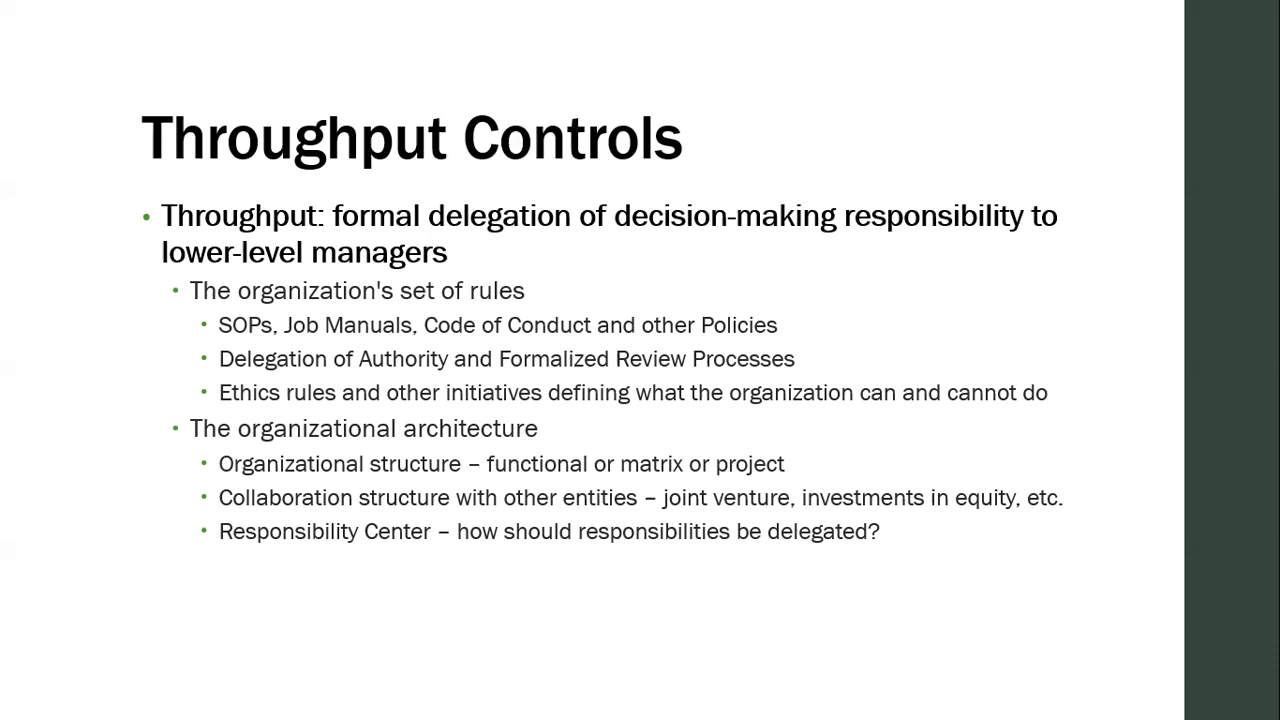 Throughput Controls
• Throughput: formal delegation of decision-making responsibility to
lower-level managers
• The organization's set of rules
• SOPs, Job Manuals, Code of Conduct and other Policies
• Delegation of Authority and Formalized Review Processes
• Ethics rules and other initiatives defining what the organization can and cannot do
• The organizational architecture
• Organizational structure – functional or matrix or project
• Collaboration structure with other entities – joint venture, investments in equity, etc.
• Responsibility Center – how should responsibilities be delegated?